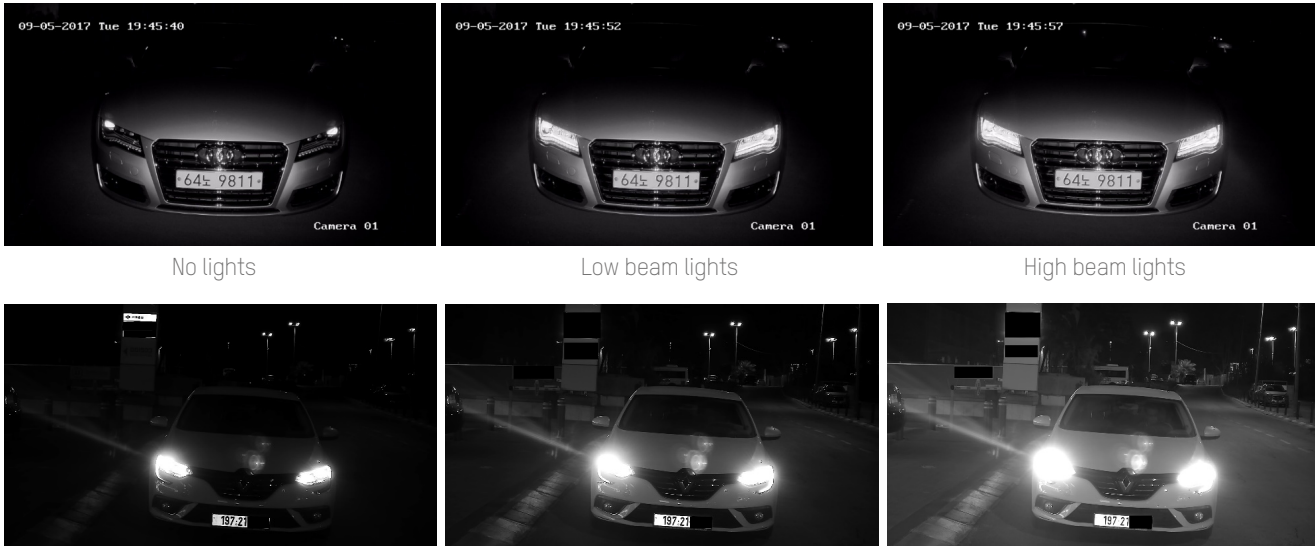 09-05-2017 Tue 19:45:40
64노 9811
Camera 01
09-05-2017 Tue 19:45:52
64노 9811
Camera 01
09-05-2017 Tue 19:45:57
64노 9811
Camera 01
No lights
Low beam lights
High beam lights
197-21
197-21
197 21